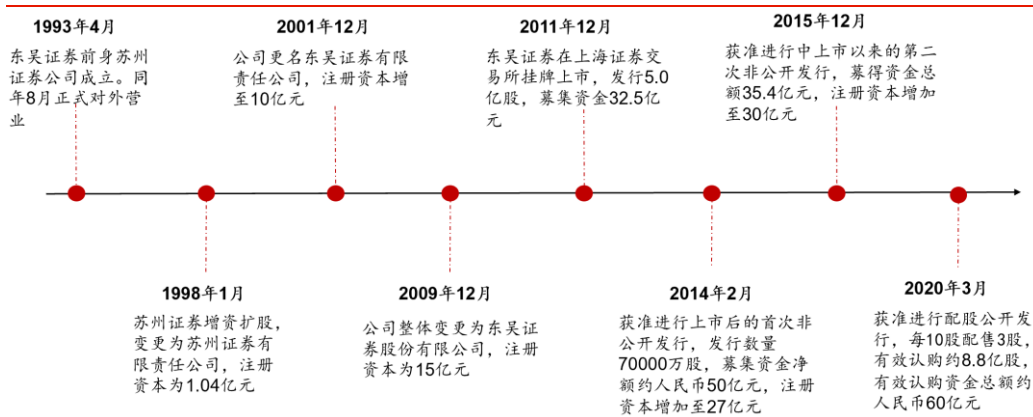 1993年4月
东吴证券前身苏州
证券公司成立。同
年8月正式对外营
业
1998年1月
苏州证券增资扩股，
变更为苏州证券有
限责任公司，注册
资本为1.04亿元
2001年12月
公司更名东吴证券有限
责任公司，注册资本增
至10亿元
2009年12月
公司整体变更为东吴证
券股份有限公司，注册
资本为15亿元
2011年12月
东吴证券在上海证券交
易所挂牌上市，发行5.0
亿股，募集资金32.5亿
元
2014年2月
获准进行上市后的首次非
公开发行，发行数量
70000万股，募集资金净
额约人民币50亿元，注册
资本增加至27亿元
2015年12月
获准进行中上市以来的第二
次非公开发行，募得资金总
额35.4亿元，注册资本增加
至30亿元
2020年3月
获准进行配股公开发
行，每10股配售3股，
有效认购约8.8亿股，
有效认购资金总额约
人民币60亿元